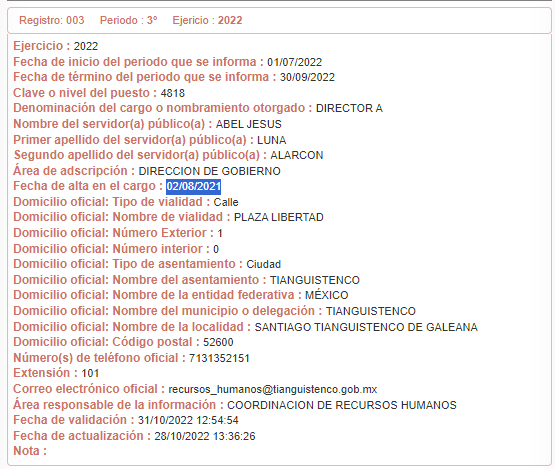 Registro: 003 Periodo : 3º Ejericio : 2022
Ejercicio : 2022
Fecha de inicio del periodo que se informa : 01/07/2022
Fecha de término del periodo que se informa : 30/09/2022
Clave o nivel del puesto : 4818
Denominación del cargo o nombramiento otorgado : DIRECTOR A
Nombre del servidor(a) público(a) : ABEL JESUS
Primer apellido del servidor(a) público(a) : LUNA
Segundo apellido del servidor(a) público(a) : ALARCON
Área de adscripción : DIRECCION DE GOBIERNO
Fecha de alta en el cargo : 02/08/2021
Domicilio oficial: Tipo de vialidad : Calle
Domicilio oficial: Nombre de vialidad : PLAZA LIBERTAD
Domicilio oficial: Número Exterior : 1
Domicilio oficial: Número interior : 0
Domicilio oficial: Tipo de asentamiento : Ciudad
Domicilio oficial: Nombre del asentamiento : TIANGUISTENCO
Domicilio oficial: Nombre de la entidad federativa : MÉXICO
Domicilio oficial: Nombre del municipio o delegación : TIANGUISTENCO
Domicilio oficial: Nombre de la localidad : SANTIAGO TIANGUISTENCO DE GALEANA
Domicilio oficial: Código postal : 52600
Número(s) de teléfono oficial : 7131352151
Extensión : 101
Correo electrónico oficial : recursos_humanos@tianguistenco.gob.mx
Área responsable de la información : COORDINACION DE RECURSOS HUMANOS
Fecha de validación : 31/10/2022 12:54:54
Fecha de actualización : 28/10/2022 13:36:26
Nota :